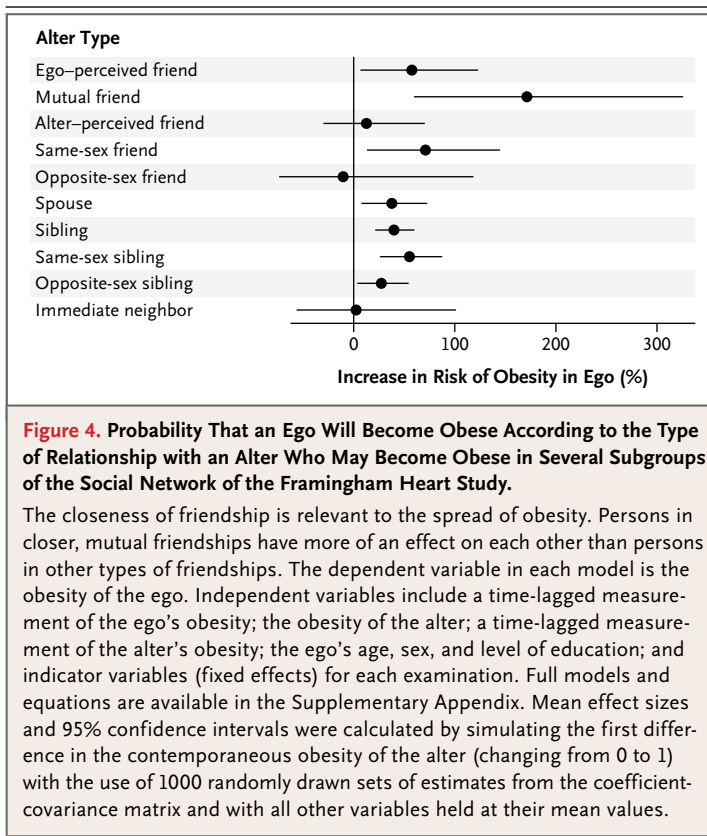 Alter Type
Ego–perceived friend
Mutual friend
Alter–perceived friend
Same-sex friend
Opposite-sex friend
Spouse
Sibling
Same-sex sibling
Opposite-sex sibling
Immediate neighbor
0 100 200 300
Increase in Risk of Obesity in Ego (%)
Figure 4. Probability That an Ego Will Become Obese According to the Type
of Relationship with an Alter Who May Become Obese in Several Subgroups
of the Social Network of the Framingham Heart Study.
The closeness of friendship is relevant to the spread of obesity. Persons in
closer, mutual friendships have more of an effect on each other than persons
in other types of friendships. The dependent variable in each model is the
obesity of the ego. Independent variables include a time-lagged measure-
ment of the ego’s obesity; the obesity of the alter; a time-lagged measure-
ment of the alter’s obesity; the ego’s age, sex, and level of education; and
indicator variables (fixed effects) for each examination. Full models and
equations are available in the Supplementary Appendix. Mean effect sizes
and 95% confidence intervals were calculated by simulating the first differ-
ence in the contemporaneous obesity of the alter (changing from 0 to 1)
with the use of 1000 randomly drawn sets of estimates from the coefficient-
covariance matrix and with all other variables held at their mean values.